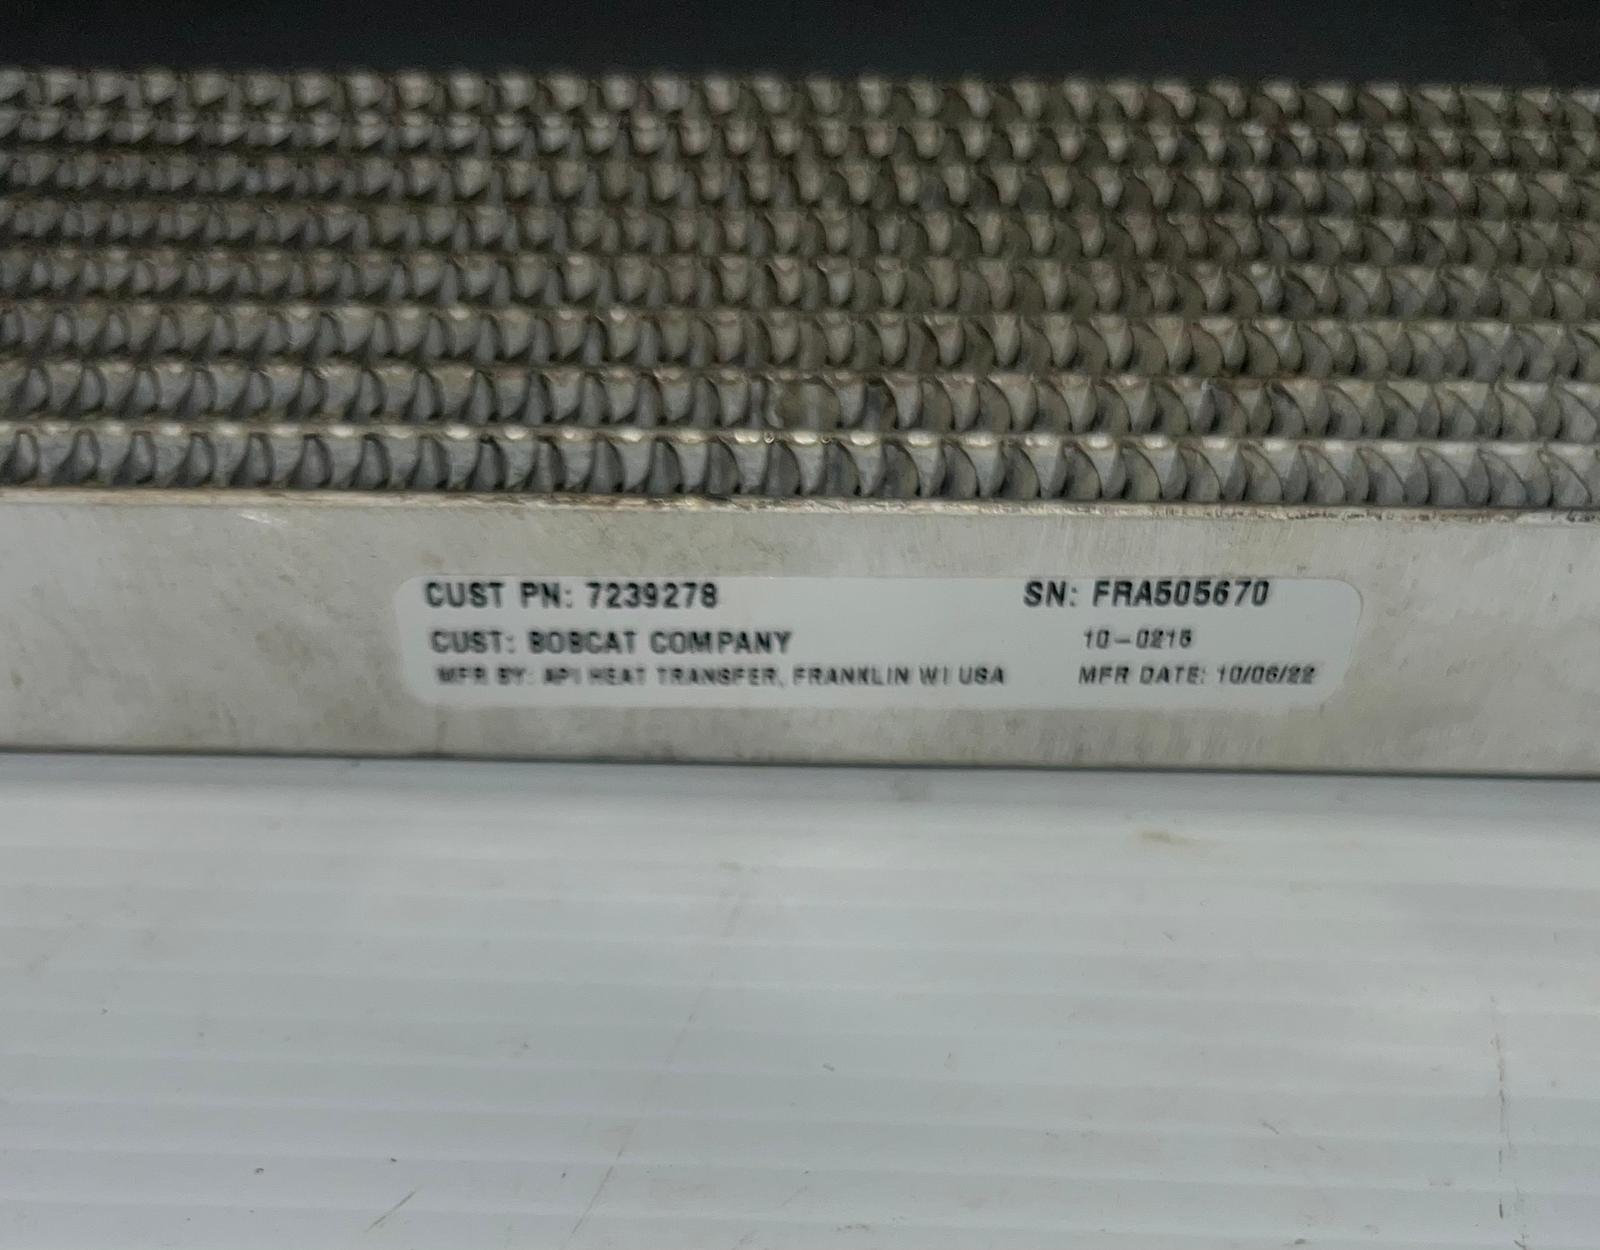 CUST PN: 7239278 SN: FRA505670
CUST: BOBCAT COMPANY 10-0218
MFR BY: API HEAT TRANSFER, FRANKLIN WI USA MFR DATE: 10/06/22